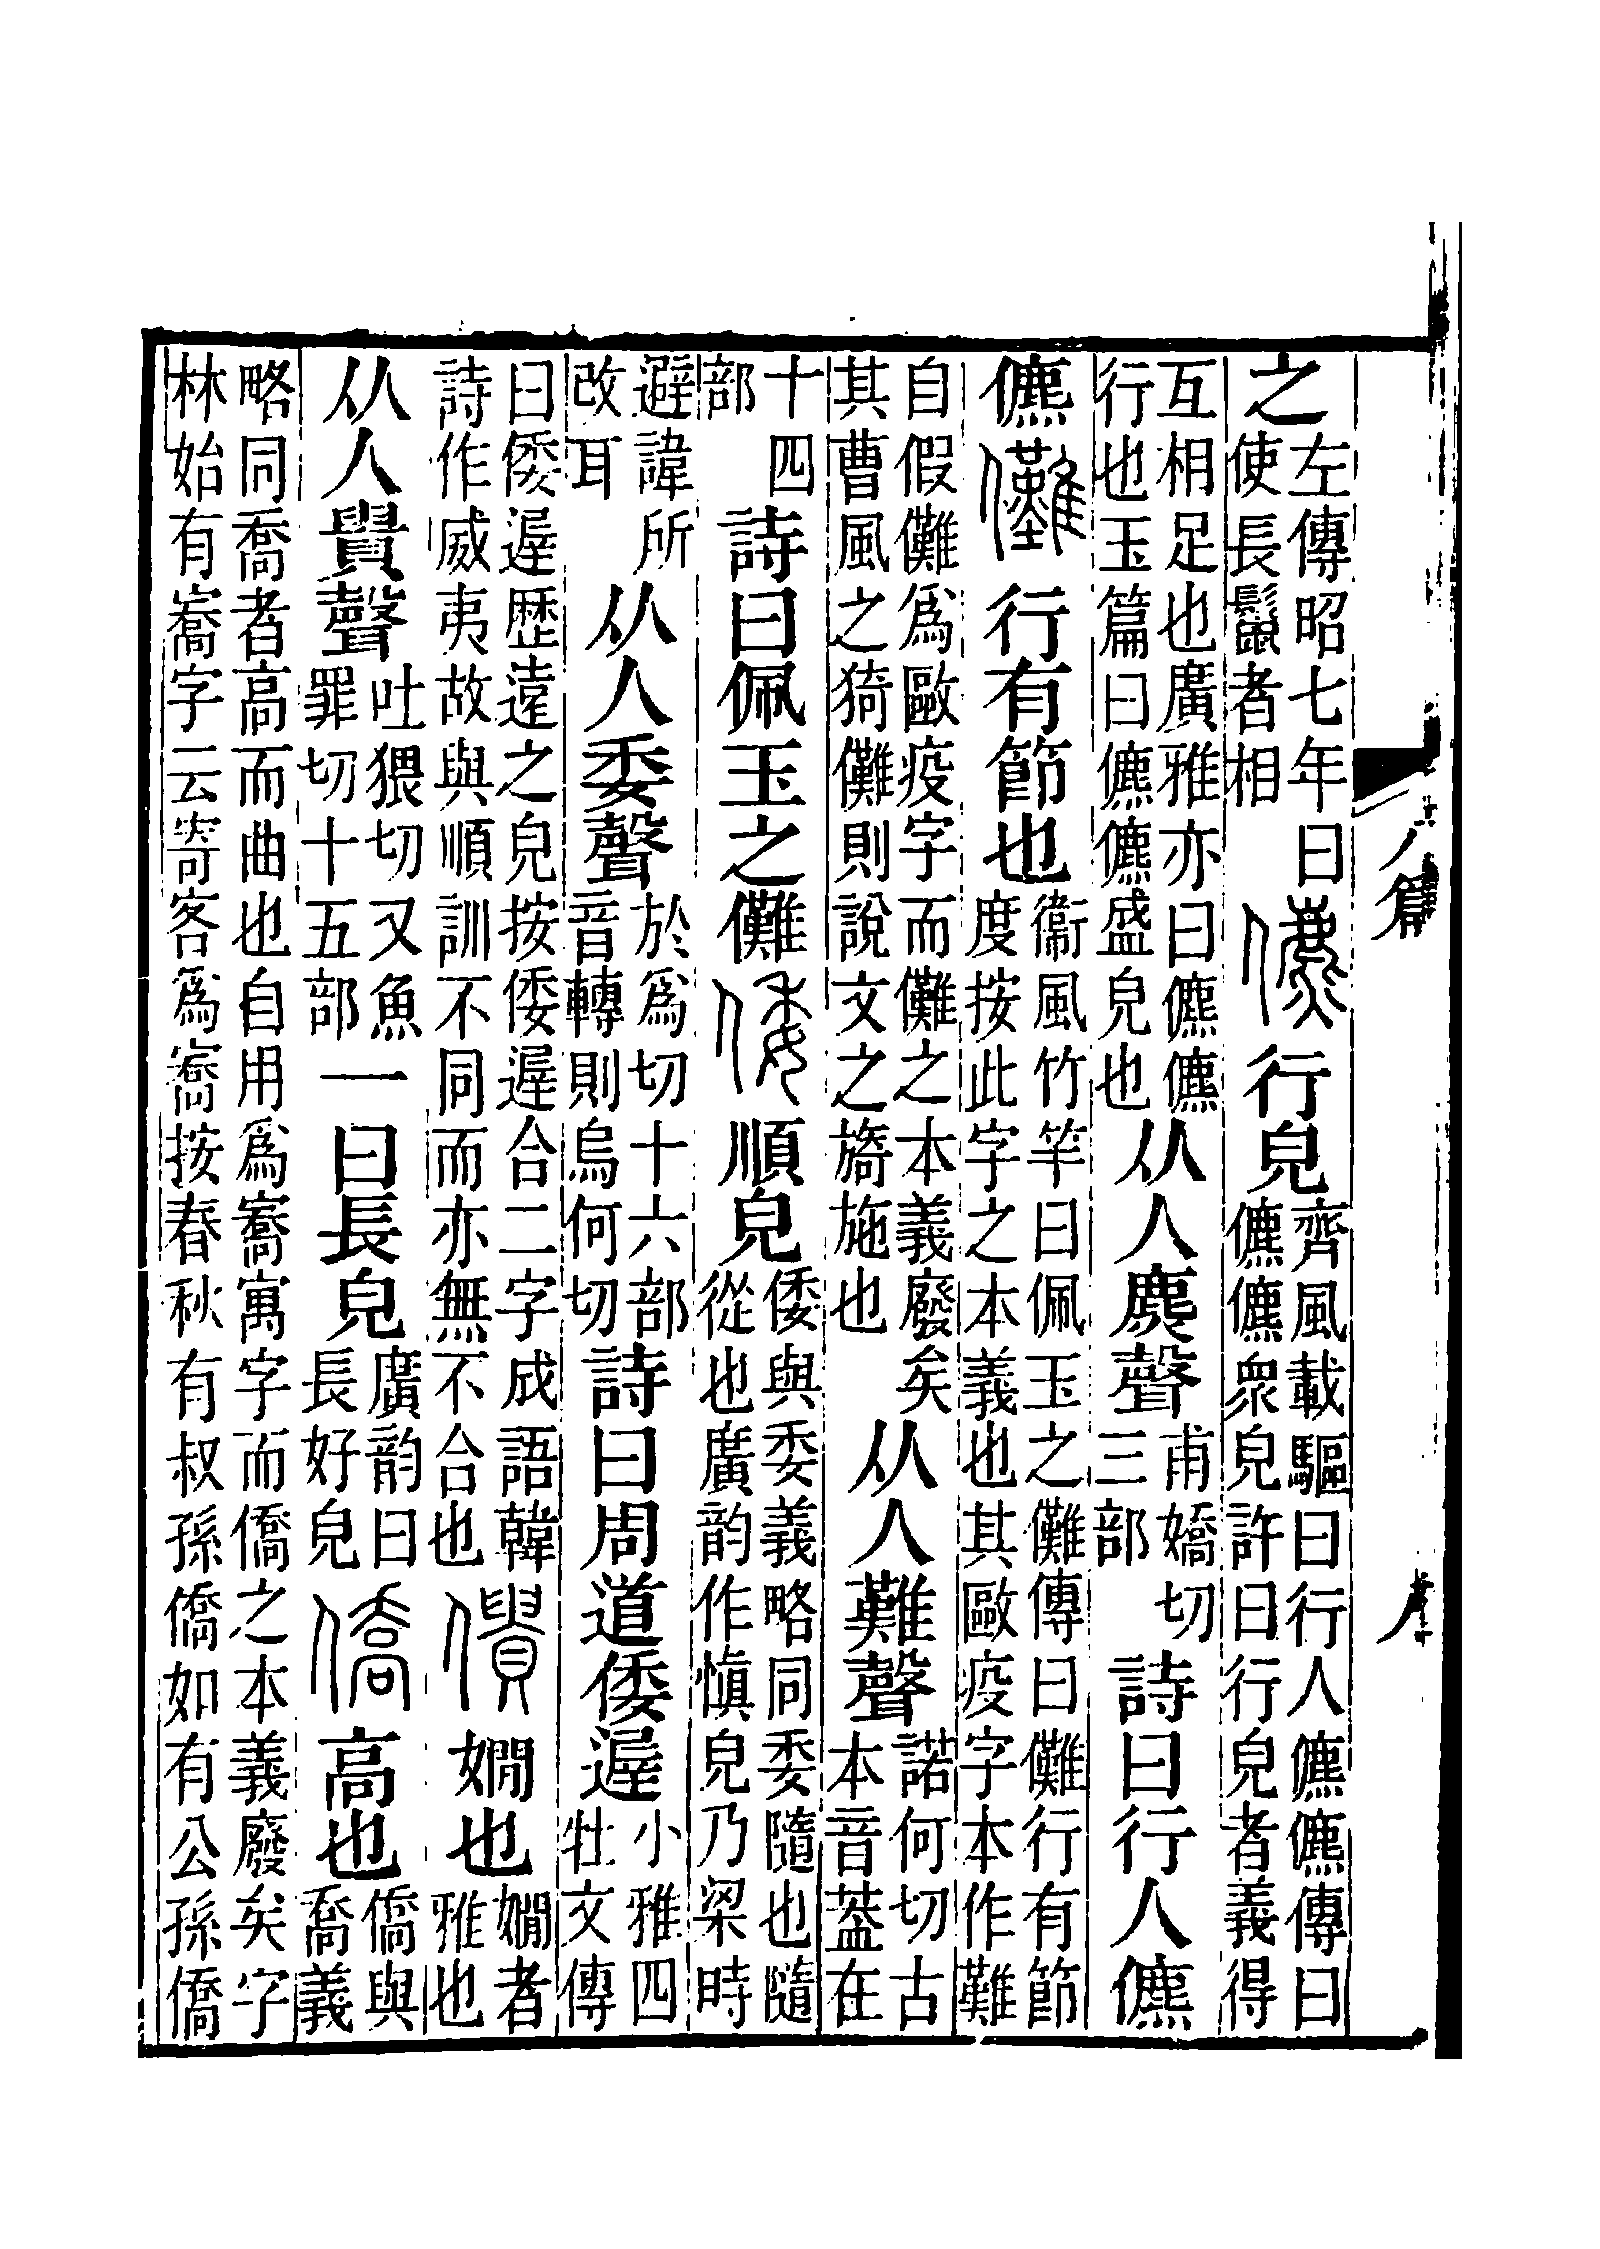 之左傳昭七年曰使長鬛者相儦行皃齊風載驅曰行人儦儦傳曰儦儦衆皃許曰行皃者義得
互相足也廣雅亦曰儦儦行也玉篇曰儦儦盛皃也从人麃聲甫嬌切三部詩曰行人儦
儦儺行有節也衞風竹竿曰佩玉之儺傳曰儺行有節度按此字之本義也其歐疫字本作難
自假儺爲歐疫字而儺之本義廢矣其曹風之猗儺則說文之旖施也从人難聲諾何切古本音葢在
十四部詩曰佩玉之儺倭順皃倭與委義略同委隨也隨從也廣韵作愼皃乃梁時
避諱所改耳从人委聲於爲切十六部音轉則烏何切詩曰周道倭遟小雅四牡文傳
曰倭遟歷遠之皃按倭遟合二字成語韓詩作威夷故與順訓不同而亦無不合也僓嫺也嫺者雅也
从人貴聲吐猥切又魚罪切十五部一曰長皃廣韵曰長好皃僑高也僑與喬義
略同喬者高而曲也自用爲㝯寓字而僑之本義廢矣字林始有㝯字云寄客爲㝯按春秋有叔孫僑如有公孫僑